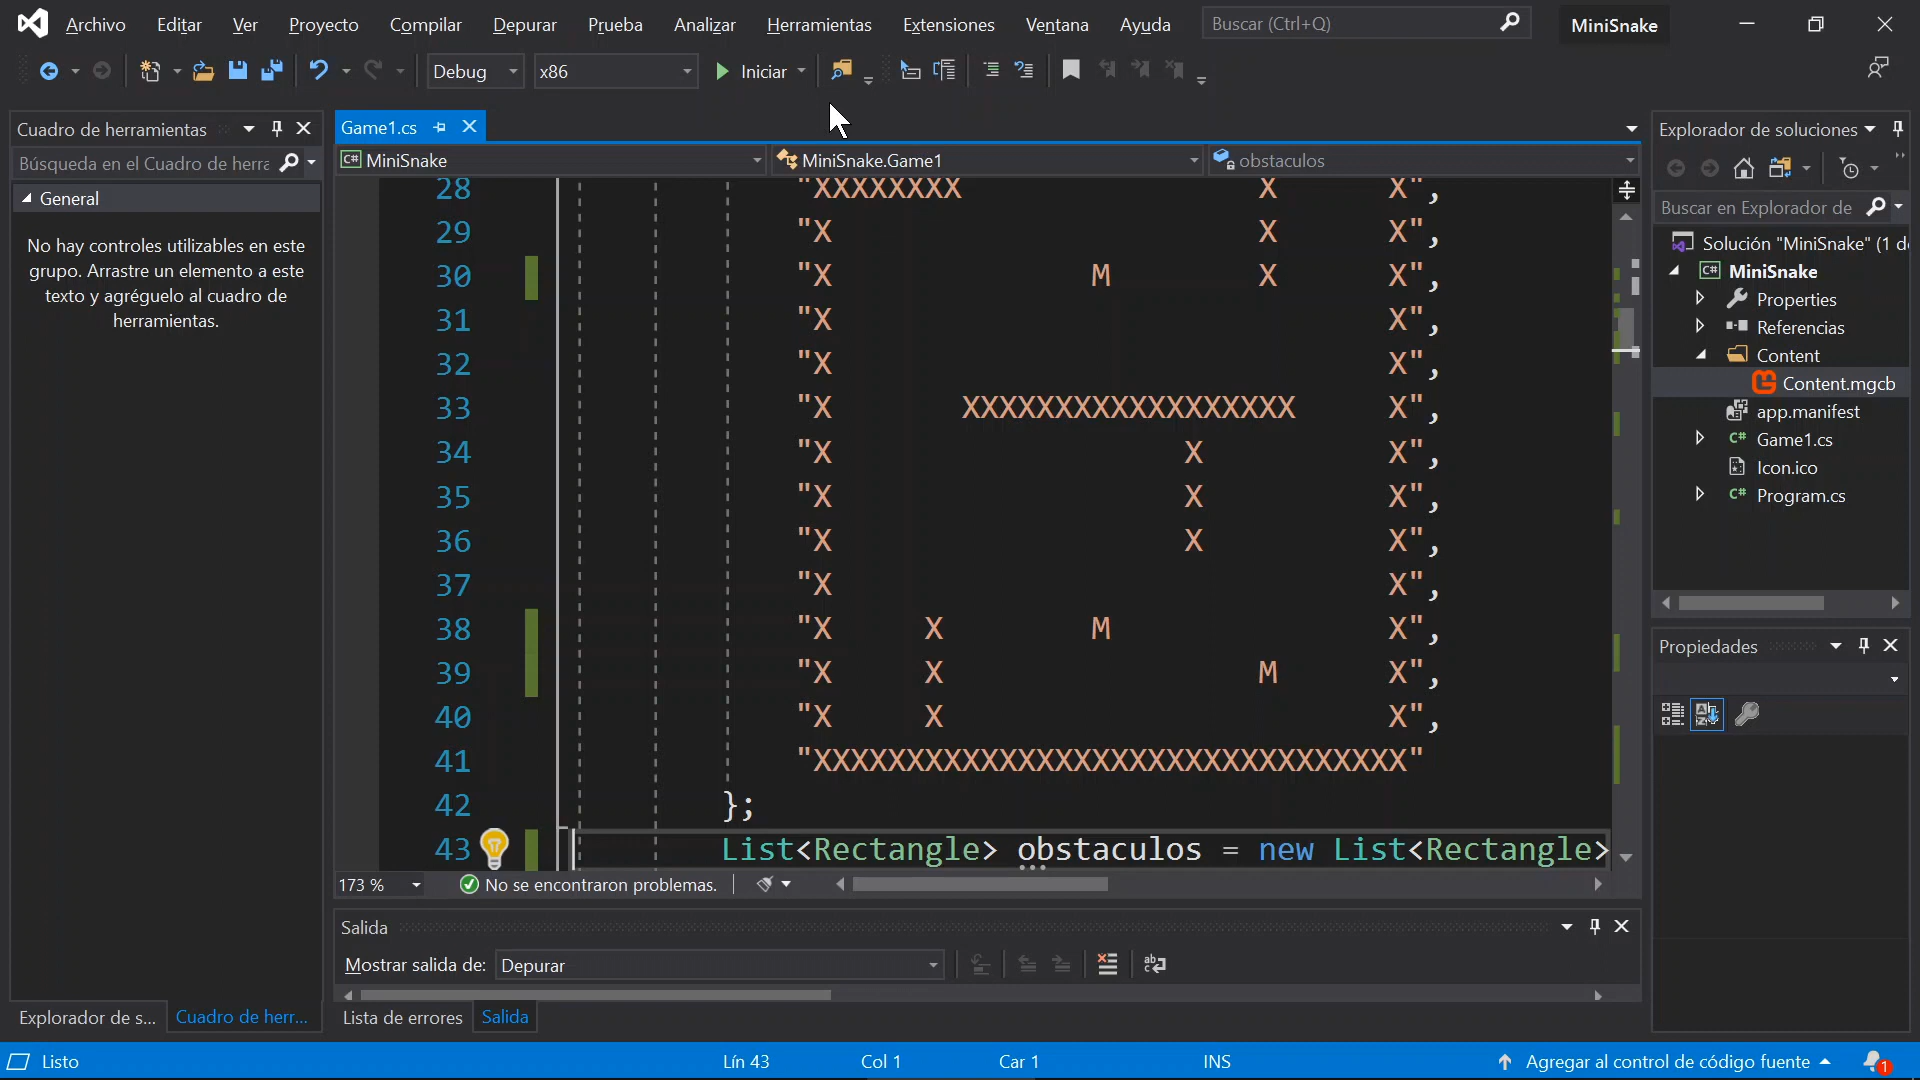 Archivo Editar Ver Proyecto Compilar Depurar Prueba Analizar Herramientas Extensiones Ventana Ayuda Buscar (Ctrl+Q) MiniSnake
Debug x86 Iniciar
Cuadro de herramientas
Búsqueda en el Cuadro de herra
General
No hay controles utilizables en este
grupo. Arrastre un elemento a este
texto y agréguelo al cuadro de
herramientas.
Game1.cs
MiniSnake MiniSnake.Game1 obstaculos
28 "XXXXXXXX                X      X",
29 "X                       X      X",
30 "X              M        X      X",
31 "X                              X",
32 "X                              X",
33 "X       XXXXXXXXXXXXXXXXXX     X",
34 "X                   X          X",
35 "X                   X          X",
36 "X                   X          X",
37 "X                              X",
38 "X     X        M               X",
39 "X     X                 M      X",
40 "X     X                        X",
41 "XXXXXXXXXXXXXXXXXXXXXXXXXXXXXXXX"
42 };
43 List<Rectangle> obstaculos = new List<Rectangle>
173 % No se encontraron problemas.
Salida
Mostrar salida de: Depurar
Explorador de s... Cuadro de herr... Lista de errores Salida
Explorador de soluciones
Buscar en Explorador de
Solución "MiniSnake" (1 de
MiniSnake
Properties
Referencias
Content
Content.mgcb
app.manifest
Game1.cs
Icon.ico
Program.cs
Propiedades
Listo Lín 43 Col 1 Car 1 INS Agregar al control de código fuente 1